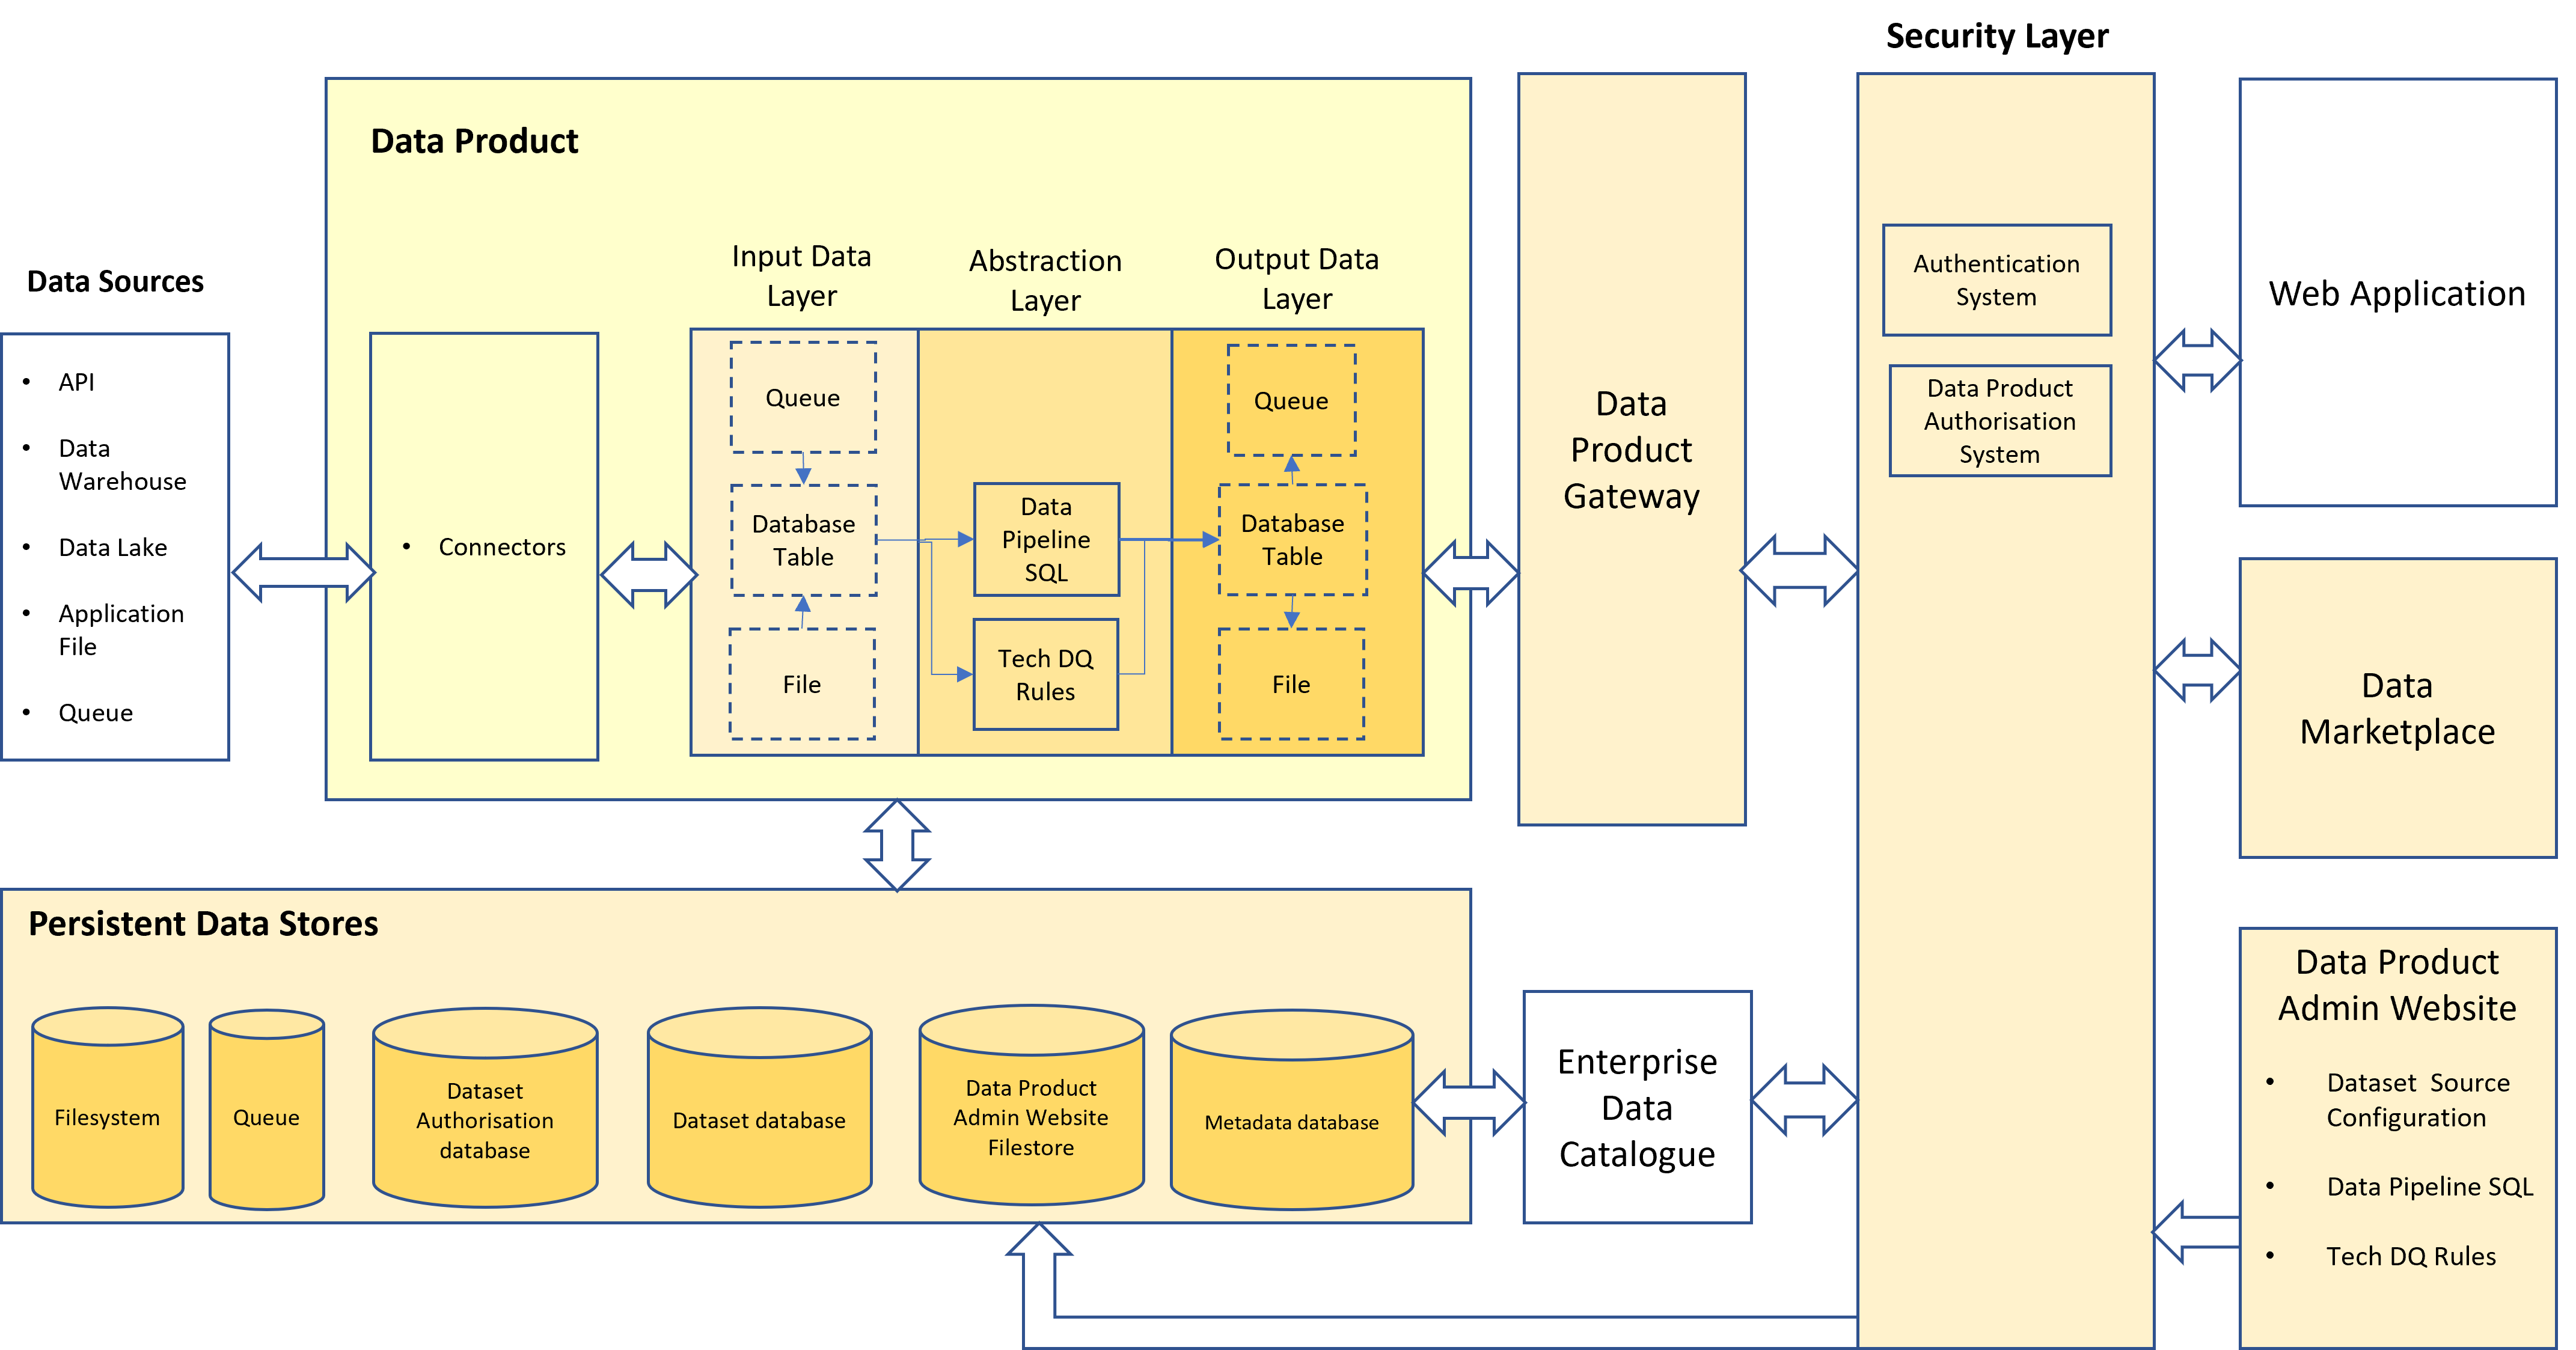 Security Layer
Data Product
Input Data
Layer
Abstraction
Layer
Output Data
Layer
Data Sources
• API
• Data
Warehouse
• Data Lake
• Application
File
• Queue
• Connectors
Queue
Database
Table
File
Data
Pipeline
SQL
Tech DQ
Rules
Queue
Database
Table
File
Data
Product
Gateway
Authentication
System
Data Product
Authorisation
System
Web Application
Data
Marketplace
Persistent Data Stores
Filesystem
Queue
Dataset
Authorisation
database
Dataset database
Data Product
Admin Website
Filestore
Metadata database
Enterprise
Data
Catalogue
Data Product
Admin Website
• Dataset Source
Configuration
• Data Pipeline SQL
• Tech DQ Rules